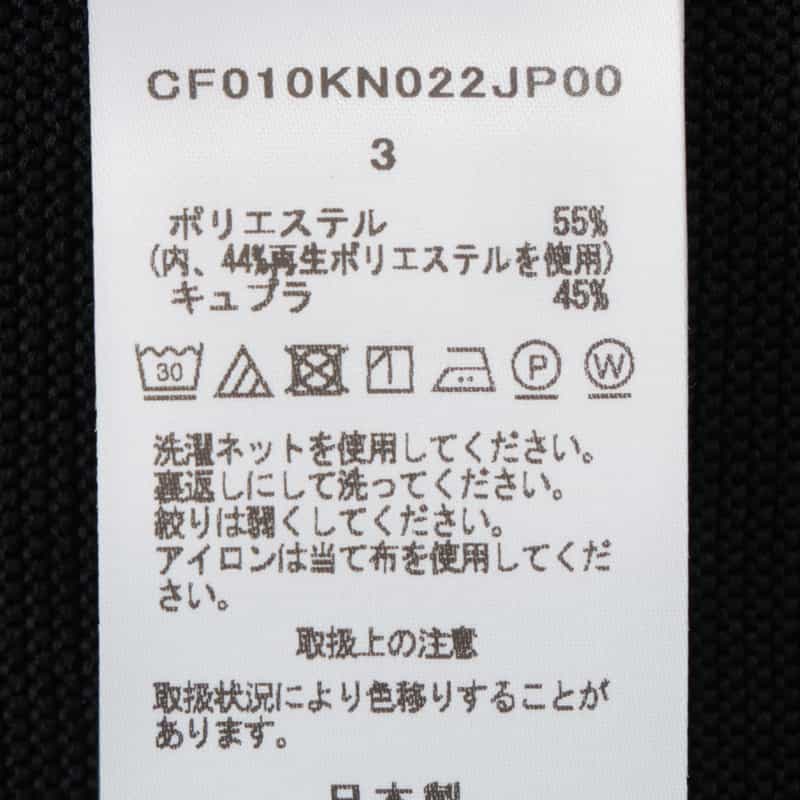 CF010KN022JP00
3
ポリエステル 55%
(内、44%再生ポリエステルを使用)
キュプラ 45%
30 P W
洗濯ネットを使用してください。
裏返しにして洗ってください。
絞りは弱くしてください。
アイロンは当て布を使用してくだ
さい。
取扱上の注意
取扱状況により色移りすることが
あります。
日本製